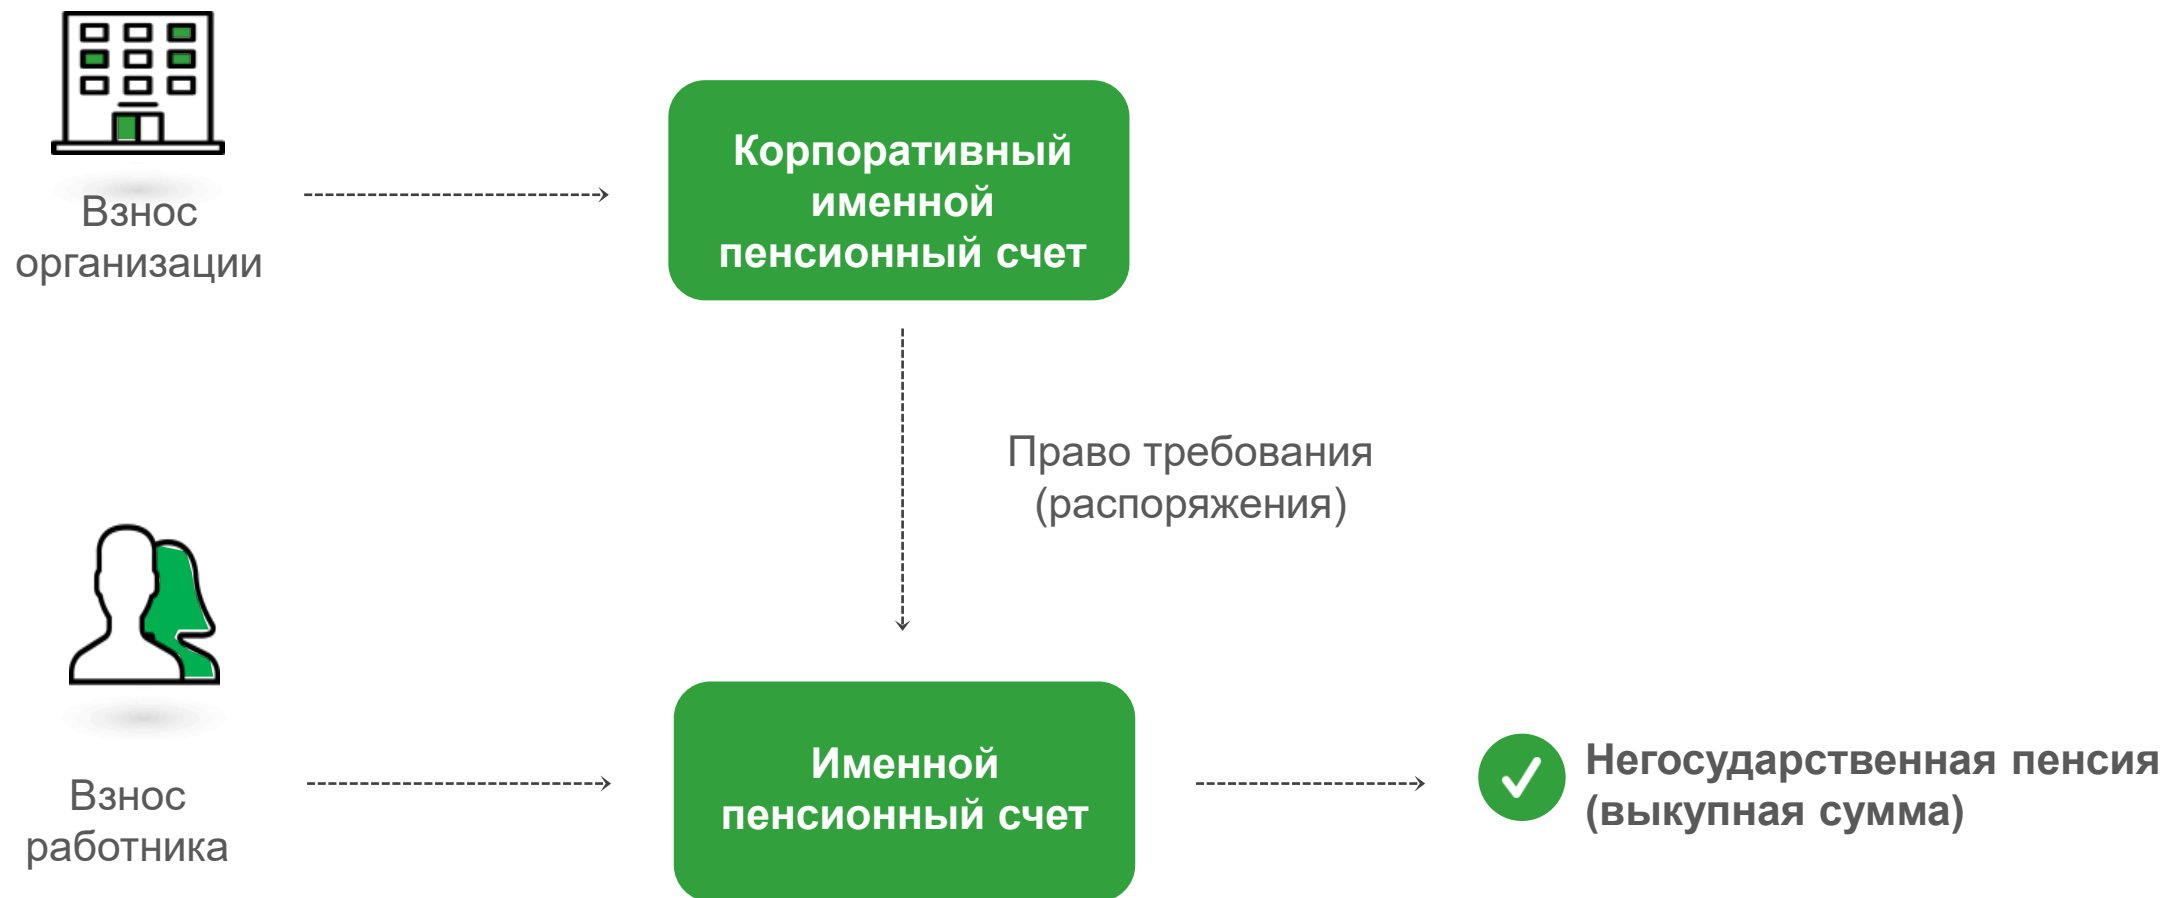 Взнос
организации
Корпоративный
именной
пенсионный счет
Право требования
(распоряжения)
Взнос
работника
Именной
пенсионный счет
Негосударственная пенсия
(выкупная сумма)